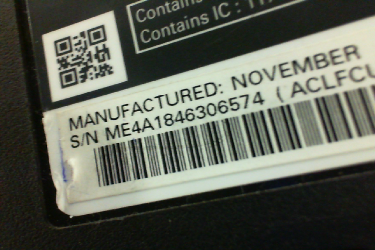 Contains
Contains IC :
MANUFACTURED: NOVEMBER
S/N ME4A1846306574 ( ACLFCU